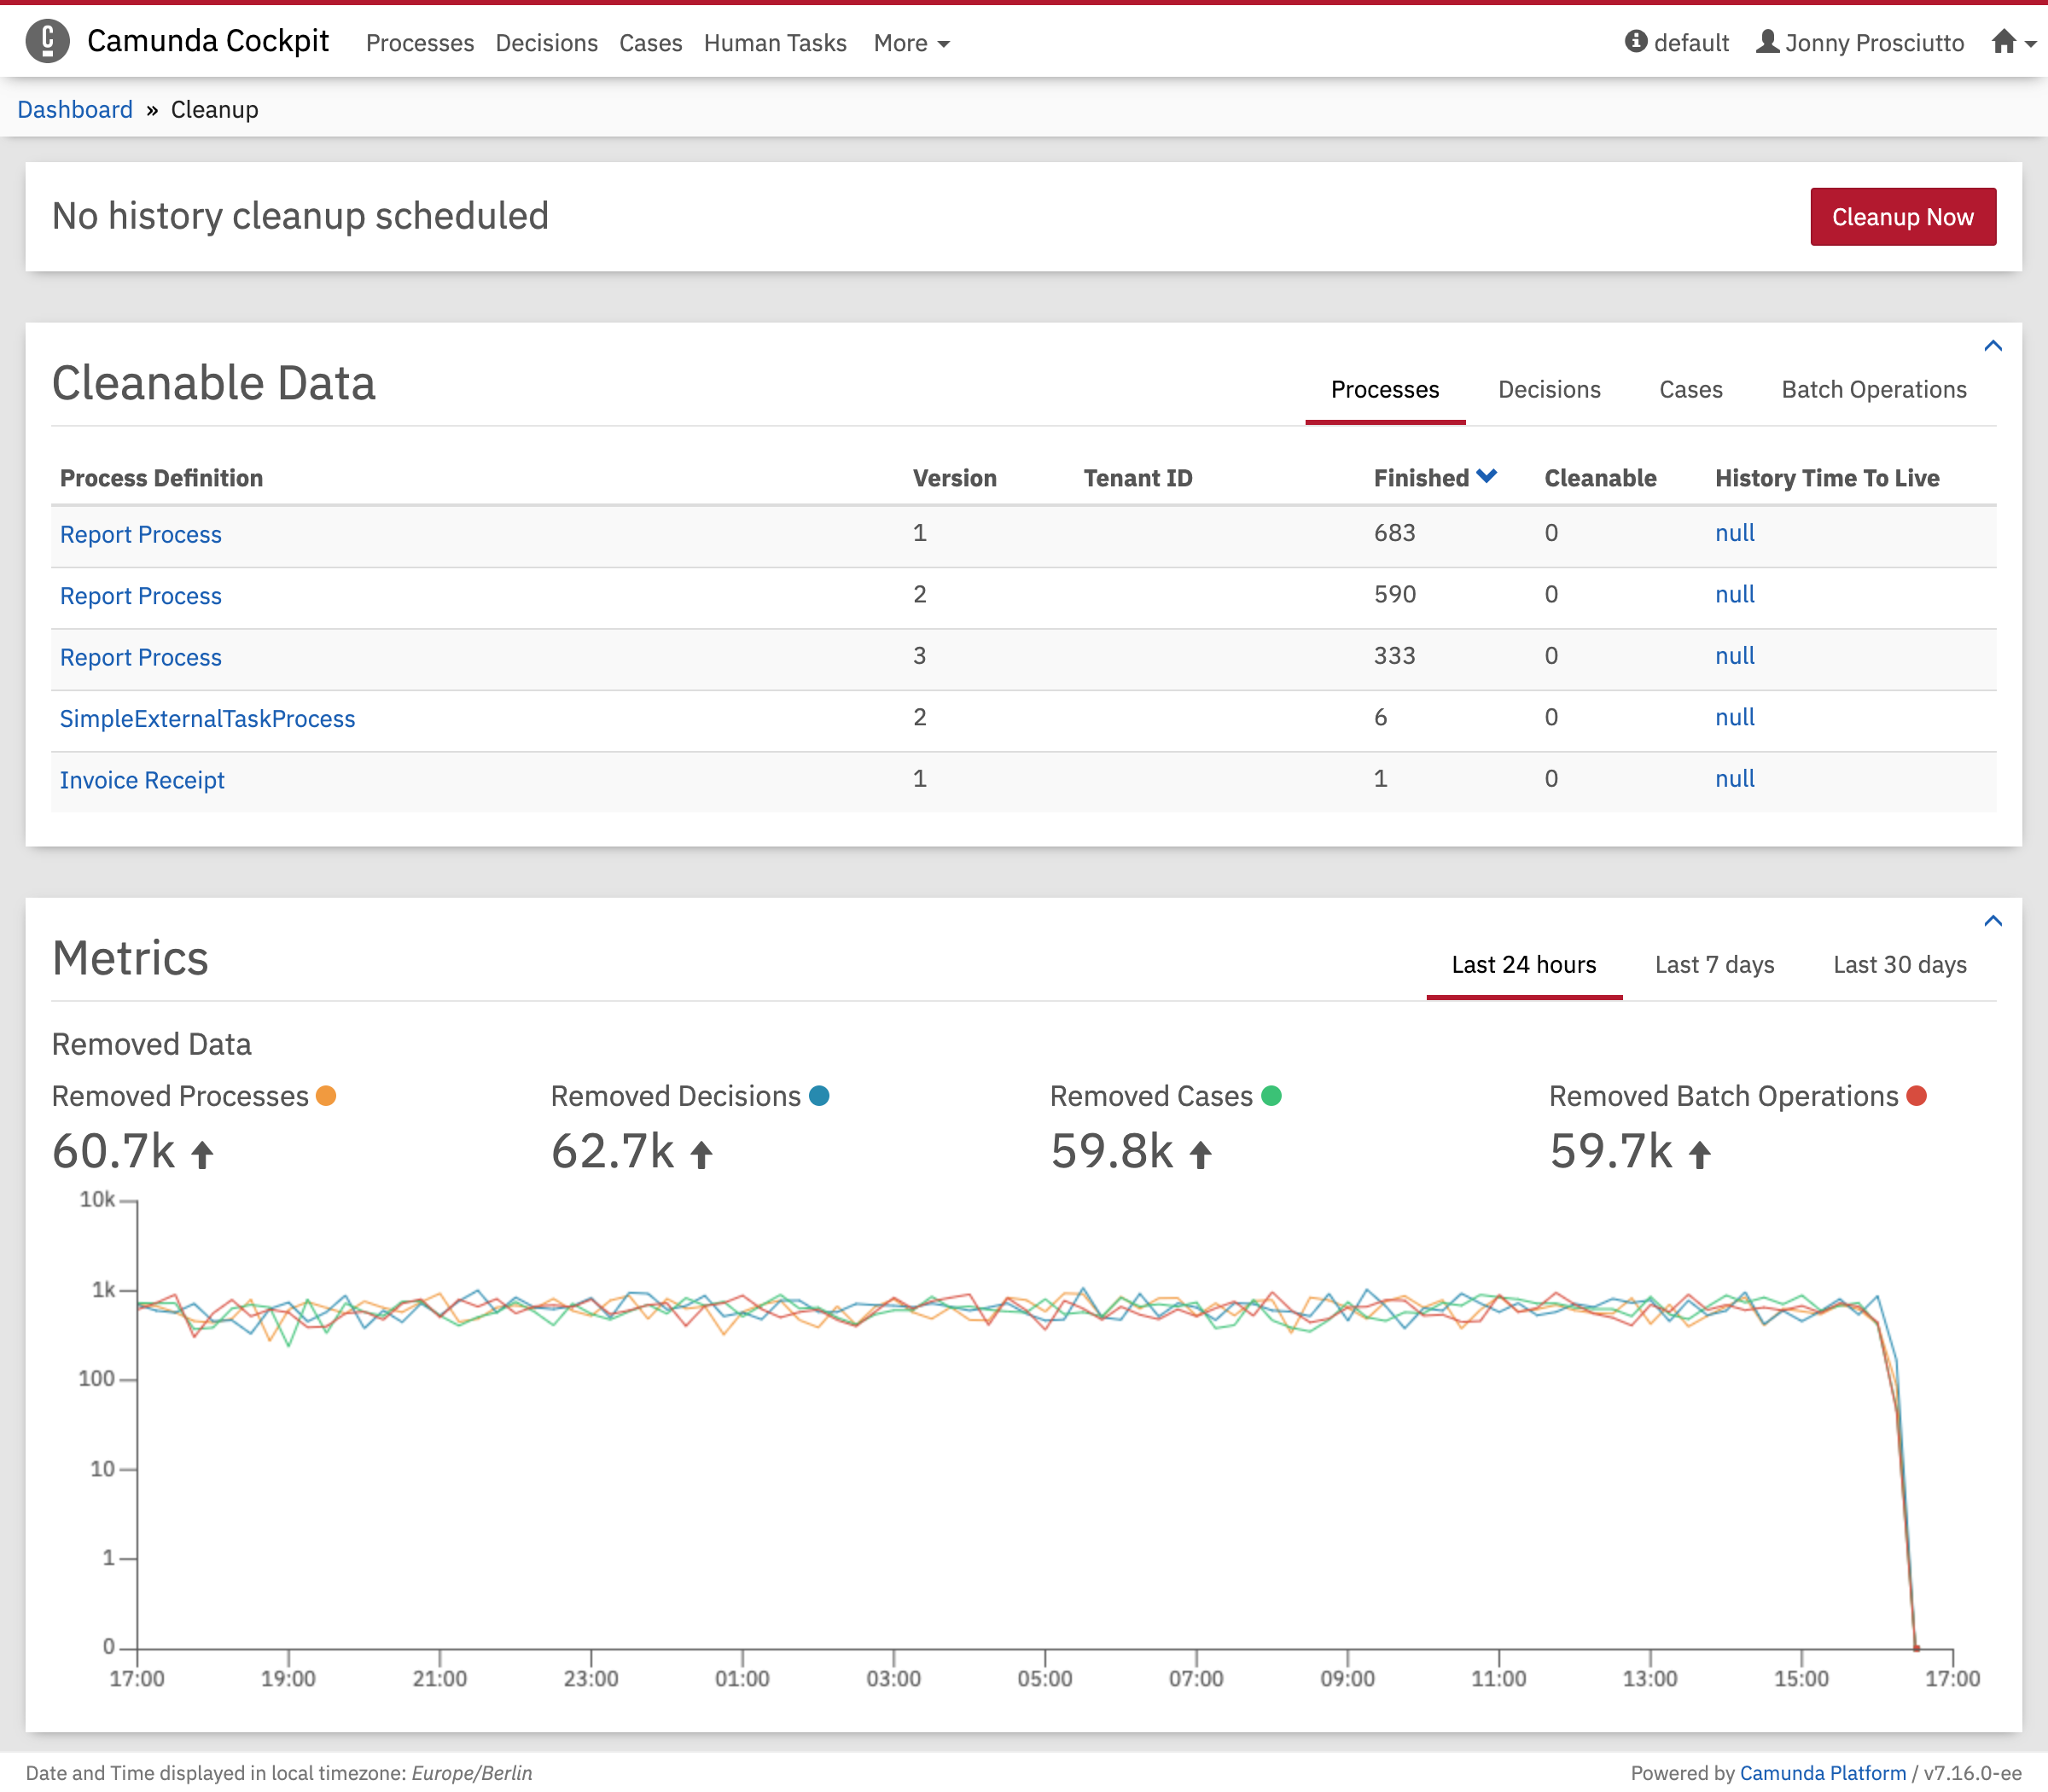 Camunda Cockpit Processes Decisions Cases Human Tasks More default Jonny Prosciutto
Dashboard » Cleanup
No history cleanup scheduled Cleanup Now
Cleanable Data Processes Decisions Cases Batch Operations
Process Definition Version Tenant ID Finished Cleanable History Time To Live
Report Process 1 683 0 null
Report Process 2 590 0 null
Report Process 3 333 0 null
SimpleExternalTaskProcess 2 6 0 null
Invoice Receipt 1 1 0 null
Metrics Last 24 hours Last 7 days Last 30 days
Removed Data
Removed Processes Removed Decisions Removed Cases Removed Batch Operations
60.7k 62.7k 59.8k 59.7k
10k
1k
100
10
1
0
17:00 19:00 21:00 23:00 01:00 03:00 05:00 07:00 09:00 11:00 13:00 15:00 17:00
Date and Time displayed in local timezone: Europe/Berlin Powered by Camunda Platform / v7.16.0-ee